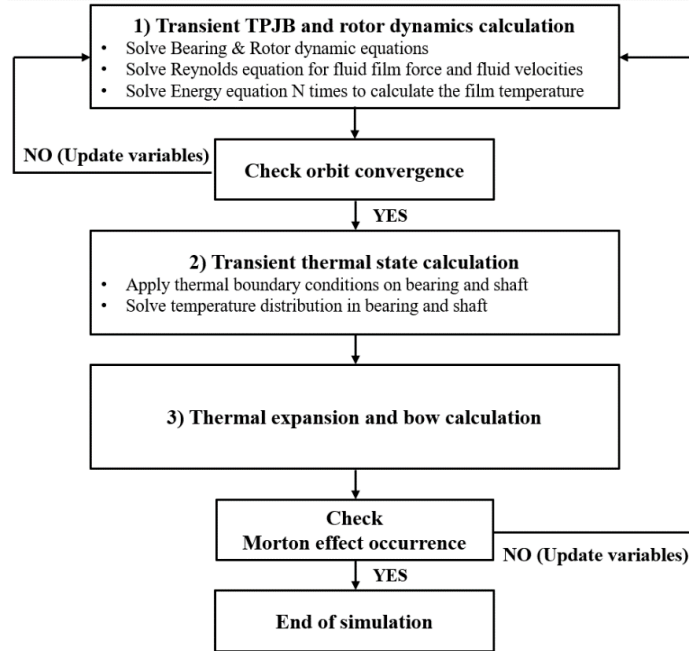 1) Transient TPJB and rotor dynamics calculation
• Solve Bearing & Rotor dynamic equations
• Solve Reynolds equation for fluid film force and fluid velocities
• Solve Energy equation N times to calculate the film temperature
NO (Update variables)
Check orbit convergence
YES
2) Transient thermal state calculation
• Apply thermal boundary conditions on bearing and shaft
• Solve temperature distribution in bearing and shaft
3) Thermal expansion and bow calculation
Check
Morton effect occurrence
NO (Update variables)
YES
End of simulation